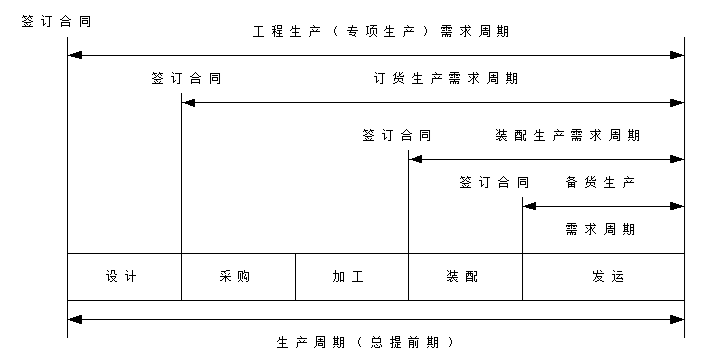 签订合同
工程生产（专项生产）需求周期
签订合同
订货生产需求周期
签订合同
装配生产需求周期
签订合同
备货生产
需求周期
设计
采购
加工
装配
发运
生产周期（总提前期）